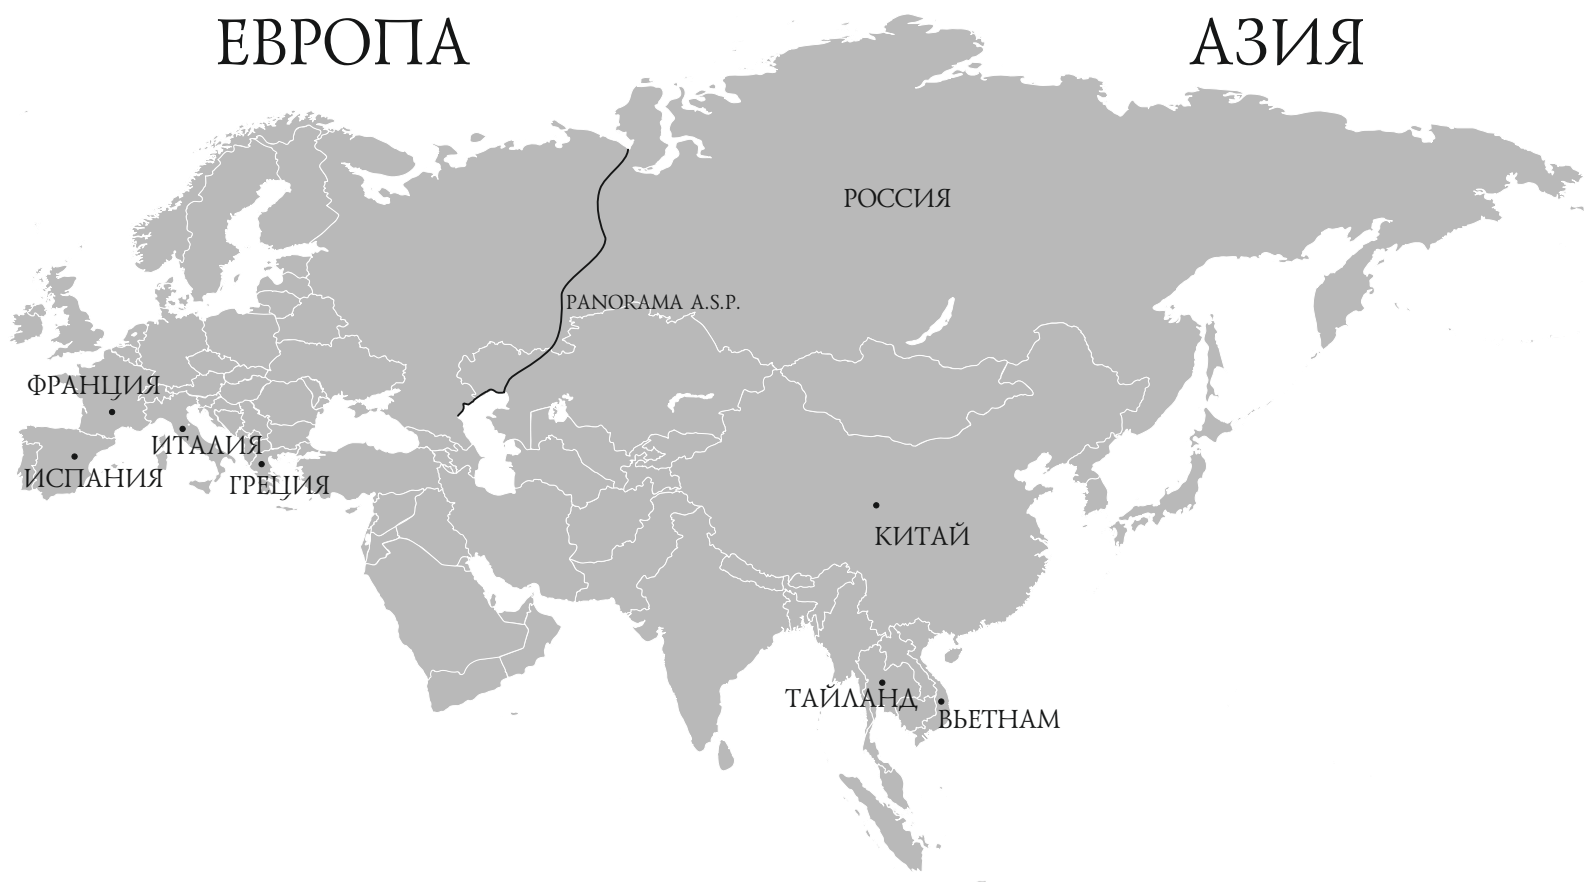 ЕВРОПА
АЗИЯ
РОССИЯ
PANORAMA A.S.P.
ФРАНЦИЯ
ИТАЛИЯ
ИСПАНИЯ
ГРЕЦИЯ
КИТАЙ
ТАЙЛАНД
ВЬЕТНАМ